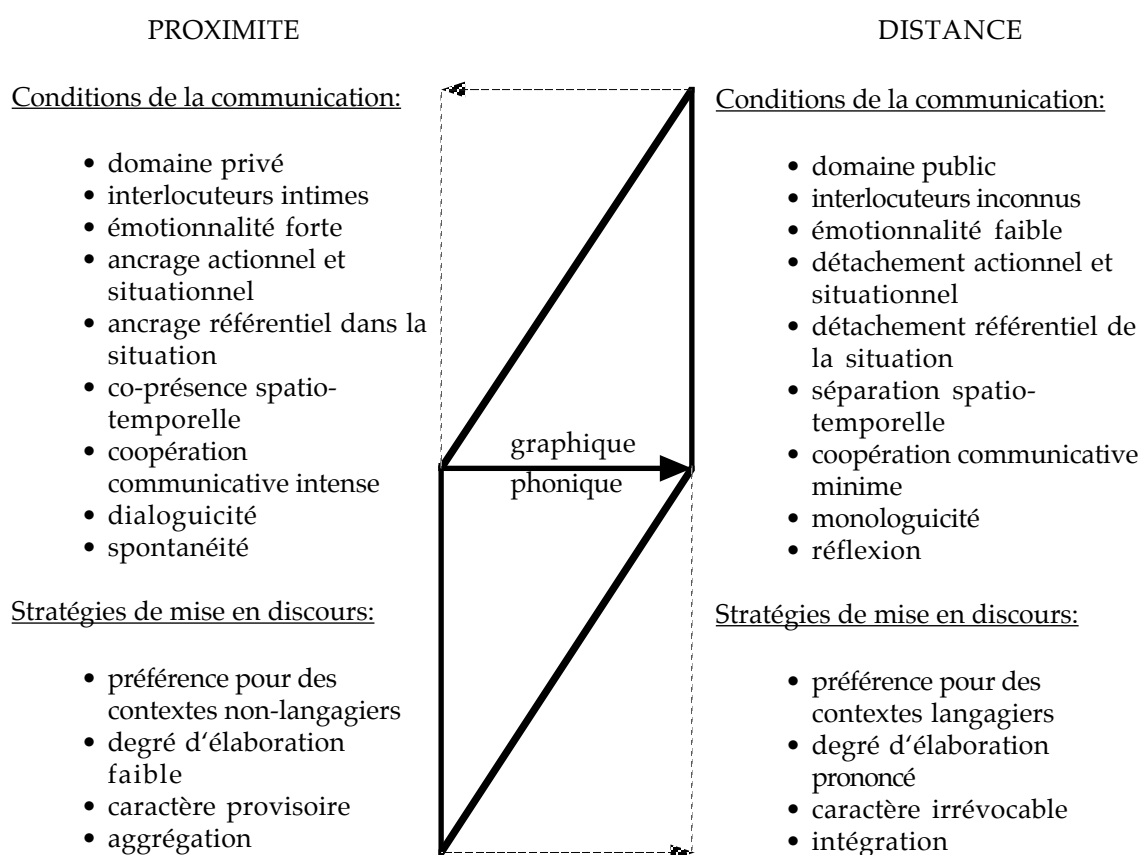 PROXIMITE
Conditions de la communication:
• domaine privé
• interlocuteurs intimes
• émotionnalité forte
• ancrage actionnel et
situationnel
• ancrage référentiel dans la
situation
• co-présence spatio-
temporelle
• coopération
communicative intense
• dialoguicité
• spontanéité
Stratégies de mise en discours:
• préférence pour des
contextes non-langagiers
• degré d‘élaboration
faible
• caractère provisoire
• aggrégation
graphique
phonique
DISTANCE
Conditions de la communication:
• domaine public
• interlocuteurs inconnus
• émotionnalité faible
• détachement actionnel et
situationnel
• détachement référentiel de
la situation
• séparation spatio-
temporelle
• coopération communicative
minime
• monologuicité
• réflexion
Stratégies de mise en discours:
• préférence pour des
contextes langagiers
• degré d‘élaboration
prononcé
• caractère irrévocable
• intégration